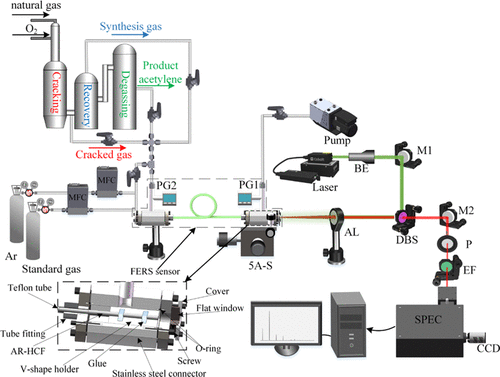 natural gas
O2
Synthesis gas
Cracking
Recovery
Degassing
Product
acetylene
Cracked gas
Pump
M1
BE
Laser
PG2
PG1
MFC
MFC
M2
AL
DBS
P
EF
Ar
Standard gas
FERS sensor
5A-S
SPEC
CCD
Teflon tube
Cover
Flat window
Tube fitting
AR-HCF
O-ring
V-shape holder
Screw
Glue
Stainless steel connector